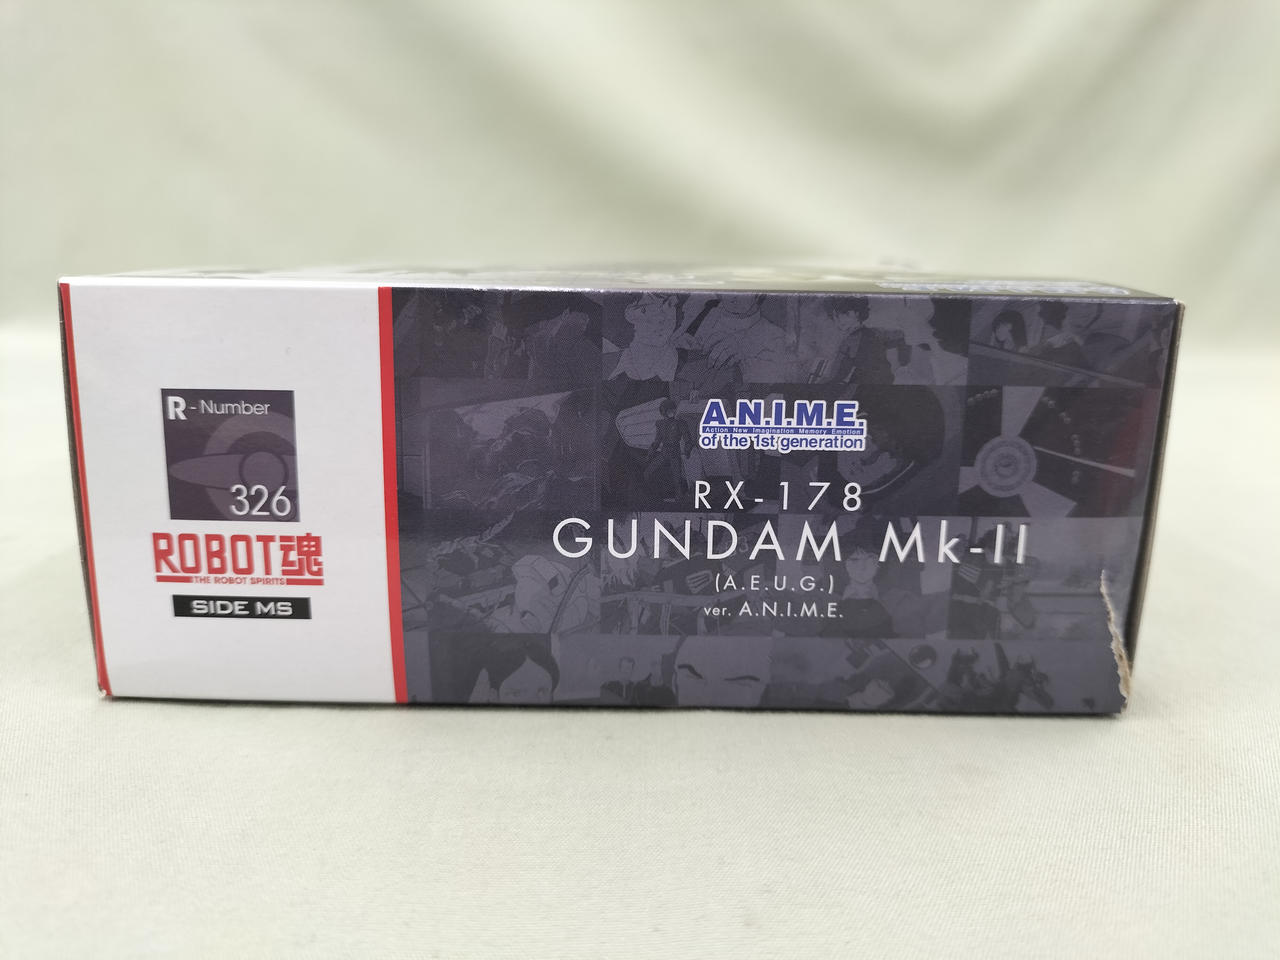 R - Number
326
ROBOT魂
THE ROBOT SPIRITS
SIDE MS
A.N.I.M.E.
Action New Imagination Memory Emotion
of the 1st generation
RX-178
GUNDAM Mk-II
(A.E.U.G.)
ver. A.N.I.M.E.